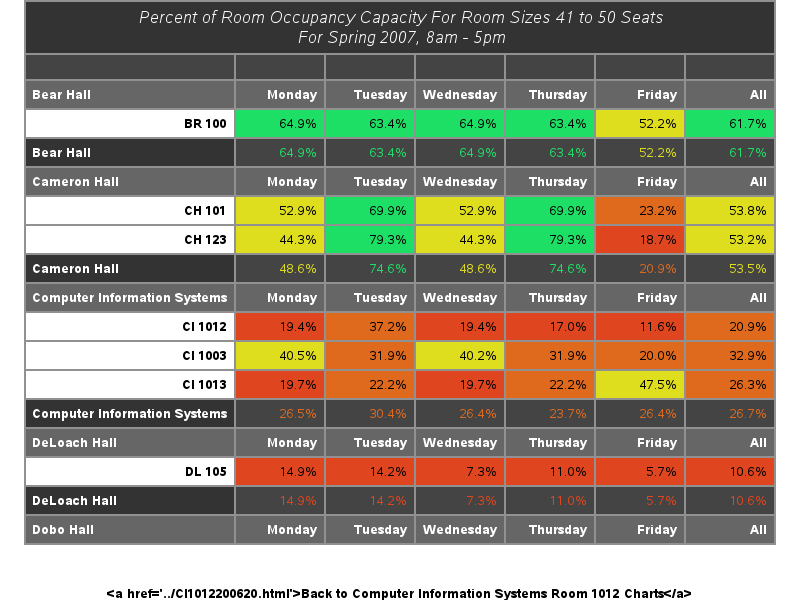 Percent of Room Occupancy Capacity For Room Sizes 41 to 50 Seats
For Spring 2007, 8am - 5pm
Bear Hall Monday Tuesday Wednesday Thursday Friday All
BR 100 64.9% 63.4% 64.9% 63.4% 52.2% 61.7%
Bear Hall 64.9% 63.4% 64.9% 63.4% 52.2% 61.7%
Cameron Hall Monday Tuesday Wednesday Thursday Friday All
CH 101 52.9% 69.9% 52.9% 69.9% 23.2% 53.8%
CH 123 44.3% 79.3% 44.3% 79.3% 18.7% 53.2%
Cameron Hall 48.6% 74.6% 48.6% 74.6% 20.9% 53.5%
Computer Information Systems Monday Tuesday Wednesday Thursday Friday All
CI 1012 19.4% 37.2% 19.4% 17.0% 11.6% 20.9%
CI 1003 40.5% 31.9% 40.2% 31.9% 20.0% 32.9%
CI 1013 19.7% 22.2% 19.7% 22.2% 47.5% 26.3%
Computer Information Systems 26.5% 30.4% 26.4% 23.7% 26.4% 26.7%
DeLoach Hall Monday Tuesday Wednesday Thursday Friday All
DL 105 14.9% 14.2% 7.3% 11.0% 5.7% 10.6%
DeLoach Hall 14.9% 14.2% 7.3% 11.0% 5.7% 10.6%
Dobo Hall Monday Tuesday Wednesday Thursday Friday All
<a href='../CI1012200620.html'>Back to Computer Information Systems Room 1012 Charts</a>